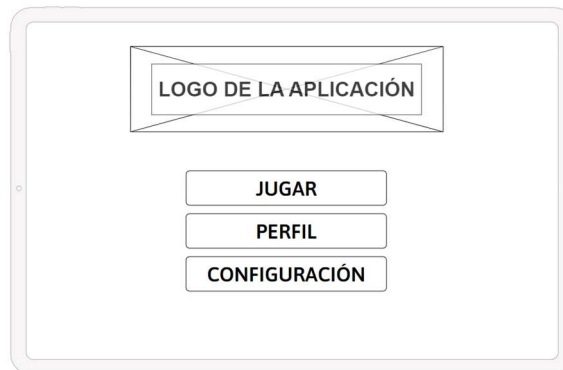 LOGO DE LA APLICACIÓN
JUGAR
PERFIL
CONFIGURACIÓN